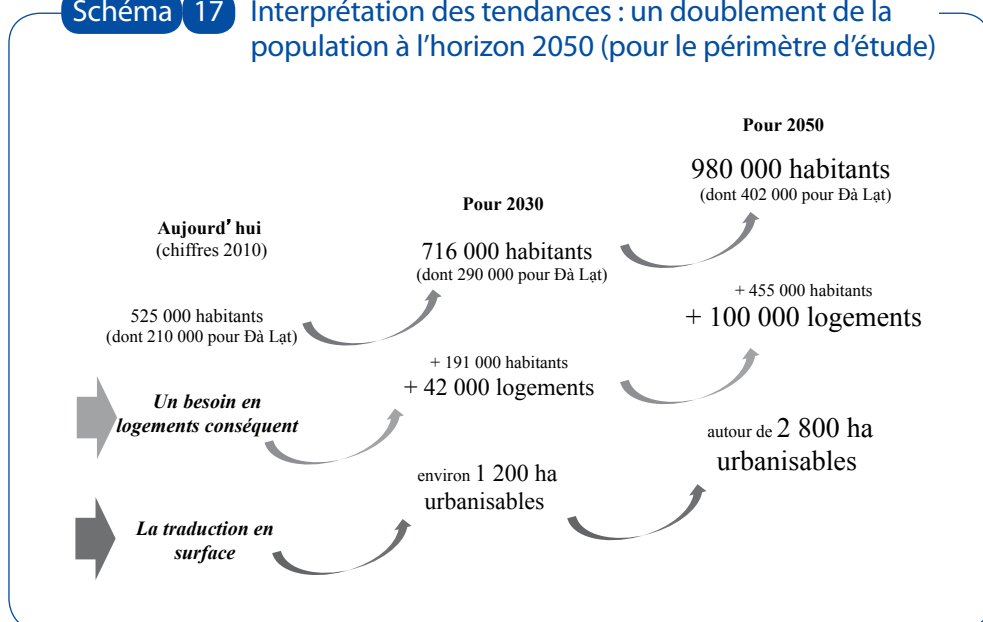 Schéma 17 Interprétation des tendances : un doublement de la
population à l'horizon 2050 (pour le périmètre d'étude)
Aujourd'hui
(chiffres 2010)
525 000 habitants
(dont 210 000 pour Đà Lạt)
Pour 2030
716 000 habitants
(dont 290 000 pour Đà Lạt)
Pour 2050
980 000 habitants
(dont 402 000 pour Đà Lạt)
Un besoin en
logements conséquent
+ 191 000 habitants
+ 42 000 logements
+ 455 000 habitants
+ 100 000 logements
La traduction en
surface
environ 1 200 ha
urbanisables
autour de 2 800 ha
urbanisables